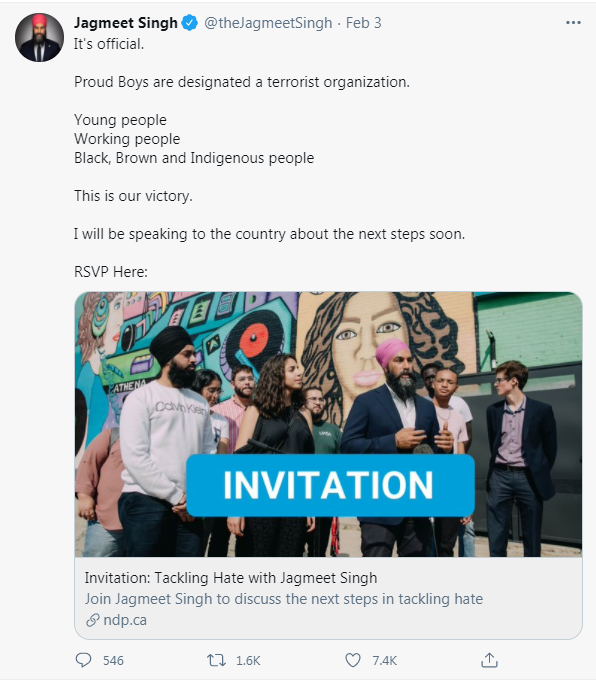 Jagmeet Singh @theJagmeetSingh · Feb 3
It's official.
Proud Boys are designated a terrorist organization.
Young people
Working people
Black, Brown and Indigenous people
This is our victory.
I will be speaking to the country about the next steps soon.
RSVP Here:
ATHENA
Calvin Klein
INVITATION
Invitation: Tackling Hate with Jagmeet Singh
Join Jagmeet Singh to discuss the next steps in tackling hate
ndp.ca
546 1.6K 7.4K